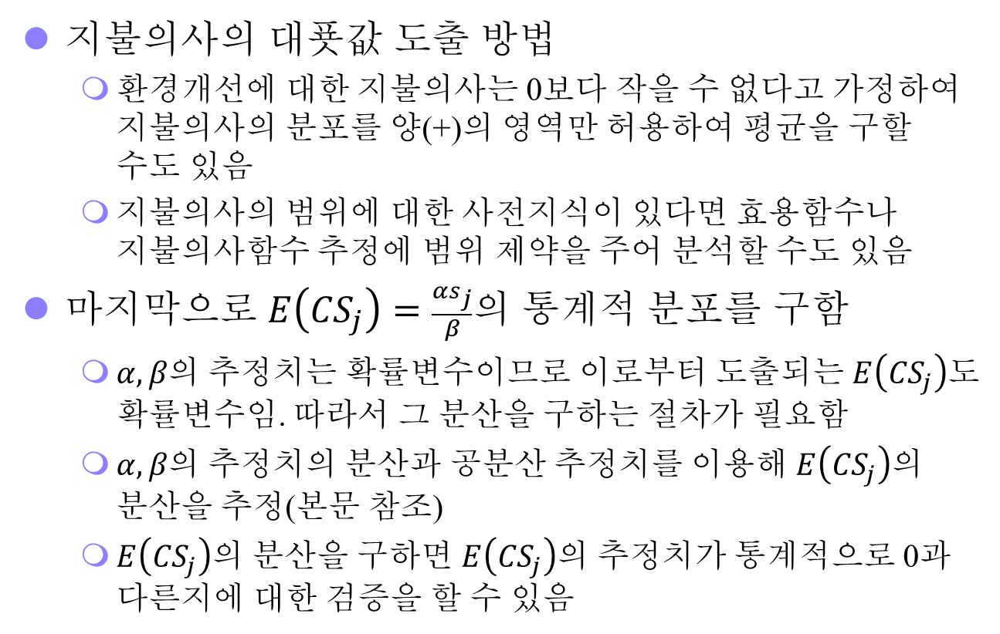 ● 지불의사의 대푯값 도출 방법
❍ 환경개선에 대한 지불의사는 0보다 작을 수 없다고 가정하여
지불의사의 분포를 양(+)의 영역만 허용하여 평균을 구할
수도 있음
❍ 지불의사의 범위에 대한 사전지식이 있다면 효용함수나
지불의사함수 추정에 범위 제약을 주어 분석할 수도 있음
● 마지막으로 $E(CS_j) = \frac{\alpha s_j}{\beta}$의 통계적 분포를 구함
❍ $\alpha, \beta$의 추정치는 확률변수이므로 이로부터 도출되는 $E(CS_j)$도
확률변수임. 따라서 그 분산을 구하는 절차가 필요함
❍ $\alpha, \beta$의 추정치의 분산과 공분산 추정치를 이용해 $E(CS_j)$의
분산을 추정(본문 참조)
❍ $E(CS_j)$의 분산을 구하면 $E(CS_j)$의 추정치가 통계적으로 0과
다른지에 대한 검증을 할 수 있음